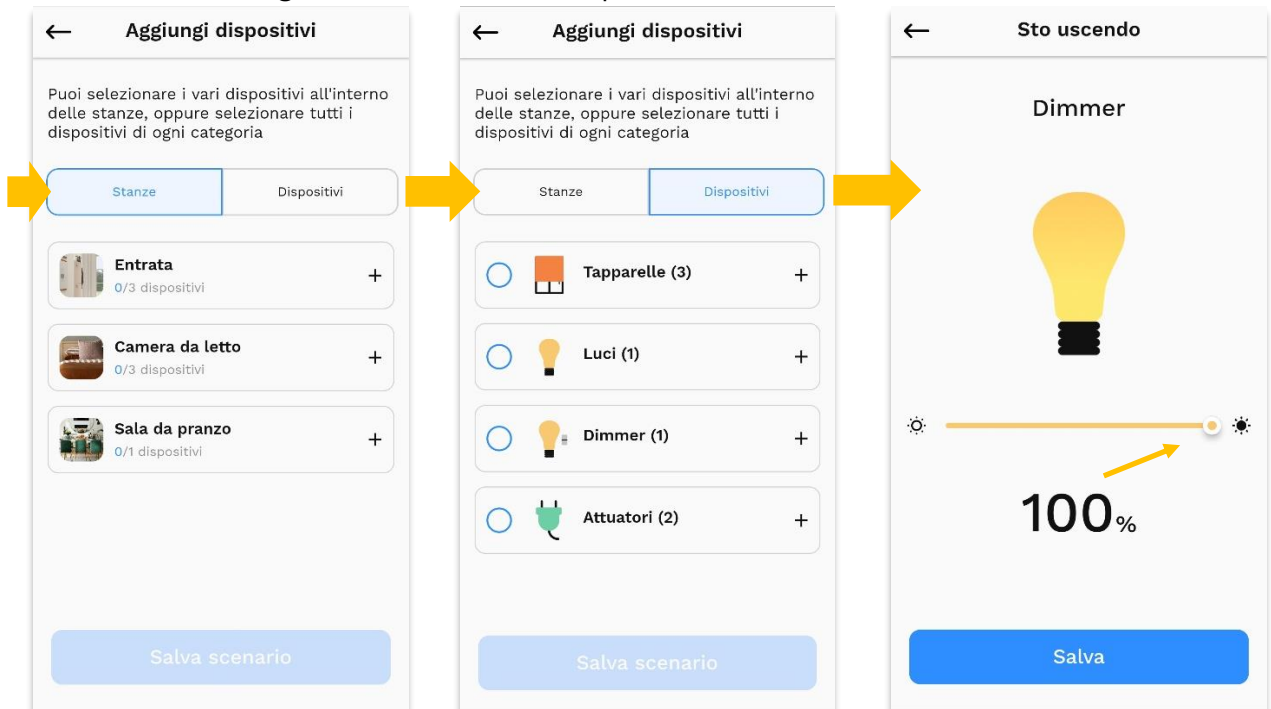 Aggiungi dispositivi
Puoi selezionare i vari dispositivi all'interno
delle stanze, oppure selezionare tutti i
dispositivi di ogni categoria
Stanze
Dispositivi
Entrata
0/3 dispositivi
+
Camera da letto
0/3 dispositivi
+
Sala da pranzo
0/1 dispositivi
+
Salva scenario
Aggiungi dispositivi
Puoi selezionare i vari dispositivi all'interno
delle stanze, oppure selezionare tutti i
dispositivi di ogni categoria
Stanze
Dispositivi
Tapparelle (3)
+
Luci (1)
+
Dimmer (1)
+
Attuatori (2)
+
Salva scenario
Sto uscendo
Dimmer
100%
Salva